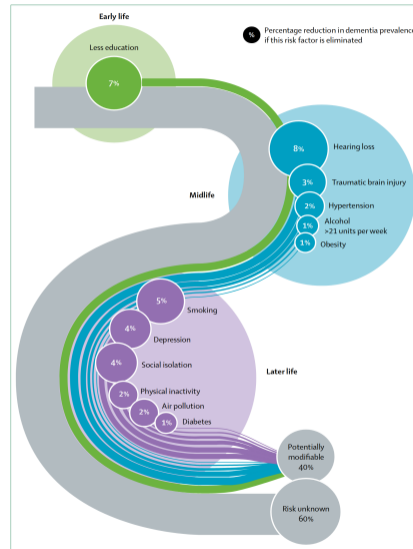 Early life
% Percentage reduction in dementia prevalence
if this risk factor is eliminated
Less education
7%
8%
Hearing loss
3%
Traumatic brain injury
Midlife
2%
Hypertension
1%
Alcohol
>21 units per week
1%
Obesity
5%
Smoking
4%
Depression
4%
Social isolation
Later life
2%
Physical inactivity
2%
Air pollution
1%
Diabetes
Potentially
modifiable
40%
Risk unknown
60%